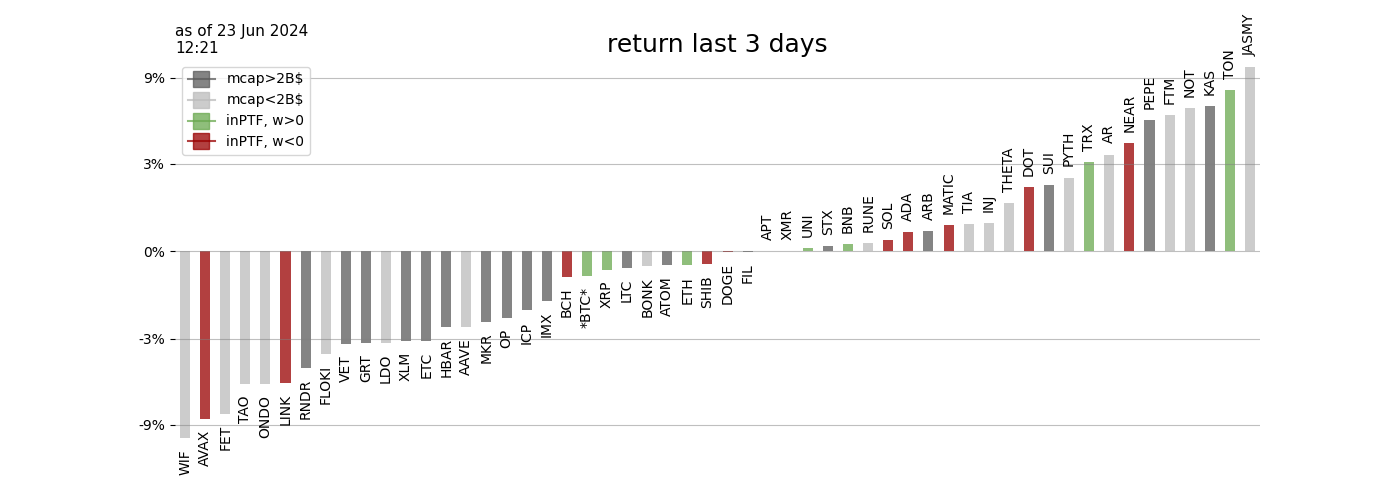 as of 23 Jun 2024
12:21
return last 3 days
mcap>2B$
mcap<2B$
inPTF, w>0
inPTF, w<0
9%
3%
0%
-3%
-9%
WIF
AVAX
FET
TAO
ONDO
LINK
RNDR
FLOKI
VET
GRT
LDO
XLM
ETC
HBAR
AAVE
MKR
OP
ICP
IMX
BCH
*BTC*
XRP
LTC
BONK
ATOM
ETH
SHIB
DOGE
FIL
APT
XMR
UNI
STX
BNB
RUNE
SOL
ADA
ARB
MATIC
TIA
INJ
THETA
DOT
SUI
PYTH
TRX
AR
NEAR
PEPE
FTM
NOT
KAS
TON
JASMY